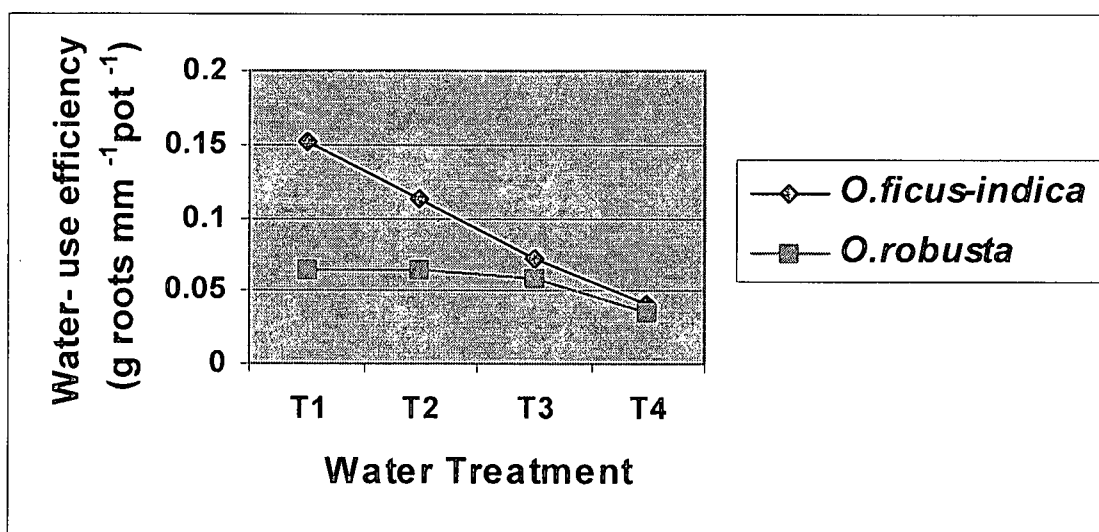 Water- use efficiency
(g roots mm -1 pot -1)
0.2
0.15
0.1
0.05
0
T1 T2 T3 T4
Water Treatment
O.ficus-indica
O.robusta